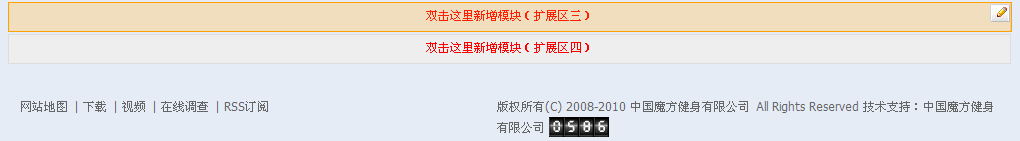 双击这里新增模块（扩展区三）
双击这里新增模块（扩展区四）
网站地图 | 下载 | 视频 | 在线调查 | RSS订阅
版权所有(C) 2008-2010 中国魔方健身有限公司 All Rights Reserved 技术支持：中国魔方健身
有限公司 0586